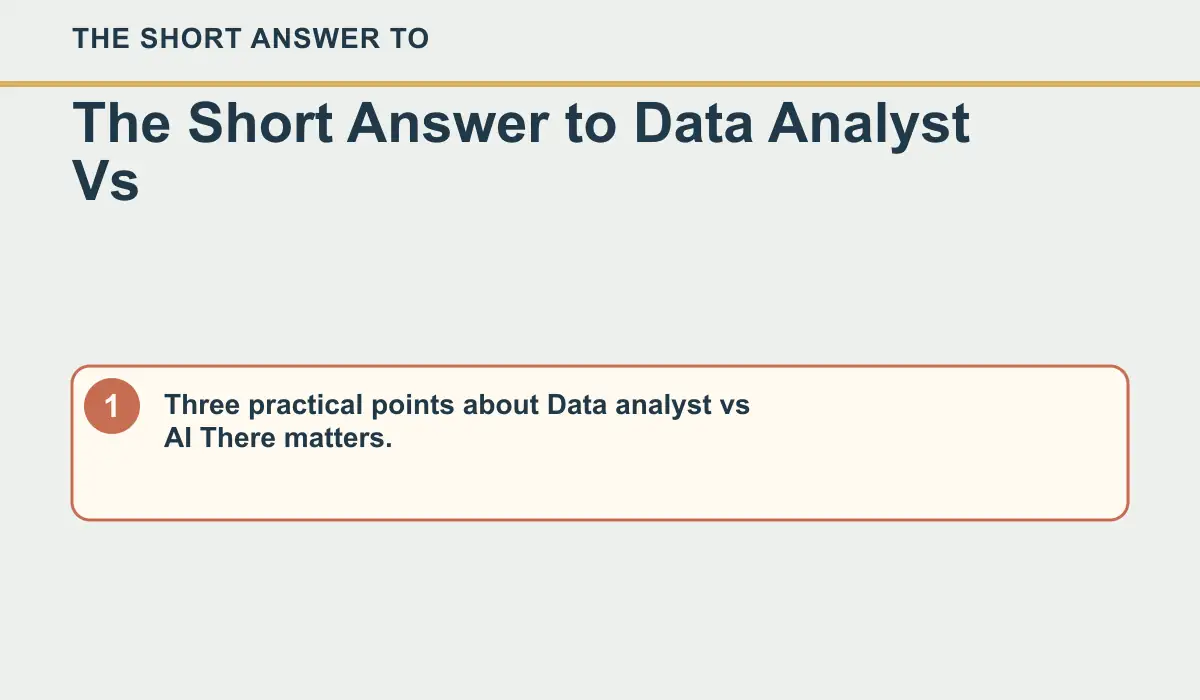 THE SHORT ANSWER TO
The Short Answer to Data Analyst
Vs
1
Three practical points about Data analyst vs
AI There matters.